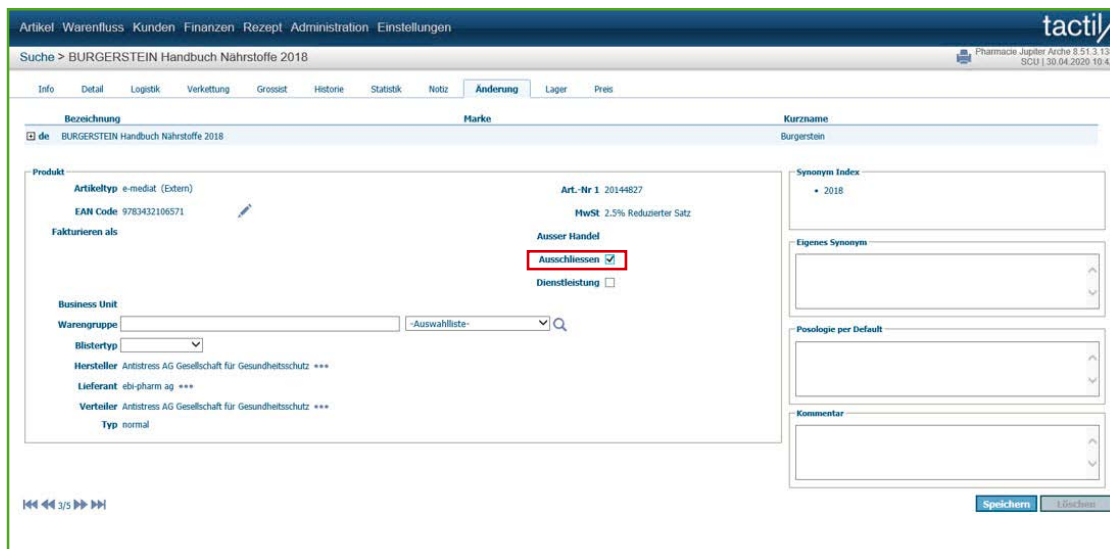 Artikel Warenfluss Kunden Finanzen Rezept Administration Einstellungen
tactil
Suche > BURGERSTEIN Handbuch Nährstoffe 2018
Pharmacie Jupiter Arche 8.51.3.13
SCU | 30.04.2020 10:4
Info Detail Logistik Verkettung Grossist Historie Statistik Notiz Änderung Lager Preis
Bezeichnung Marke Kurzname
de BURGERSTEIN Handbuch Nährstoffe 2018 Burgerstein
Produkt
Artikeltyp e-mediat (Extern) Art.-Nr 1 20144827
EAN Code 9783432106571 MwSt 2.5% Reduzierter Satz
Fakturieren als Ausser Handel
Ausschliessen
Dienstleistung
Business Unit
Warengruppe -Auswahlliste-
Blistertyp
Hersteller Antistress AG Gesellschaft für Gesundheitsschutz
Lieferant ebi-pharm ag
Verteiler Antistress AG Gesellschaft für Gesundheitsschutz
Typ normal
Synonym Index
• 2018
Eigenes Synonym
Posologie per Default
Kommentar
3/5
Speichern Löschen